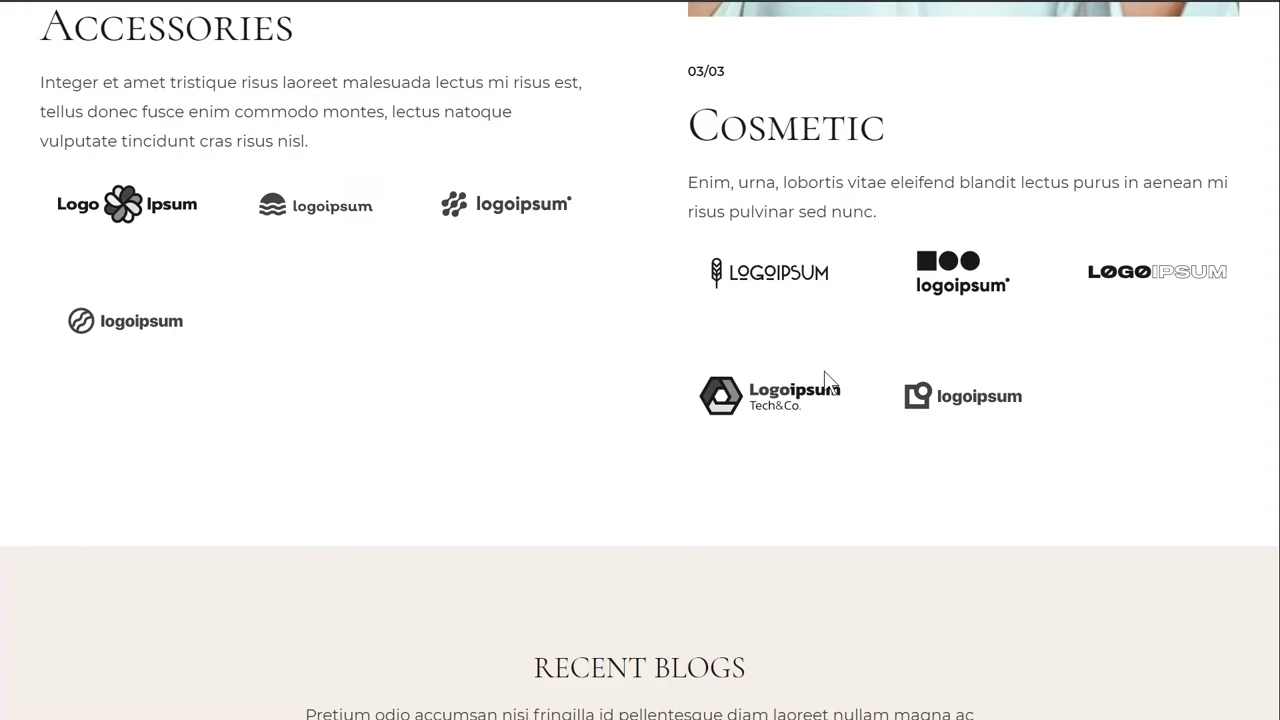 Accessories
Integer et amet tristique risus laoreet malesuada lectus mi risus est,
tellus donec fusce enim commodo montes, lectus natoque
vulputate tincidunt cras risus nisl.
Logo Ipsum
logoipsum
logoipsum
logoipsum
03/03
Cosmetic
Enim, urna, lobortis vitae eleifend blandit lectus purus in aenean mi
risus pulvinar sed nunc.
LOGOIPSUM
logoipsum
LOGOIPSUM
Logoipsum
Tech&Co.
logoipsum
RECENT BLOGS
Pretium odio accumsan nisi fringilla id pellentesque diam laoreet nullam magna ac